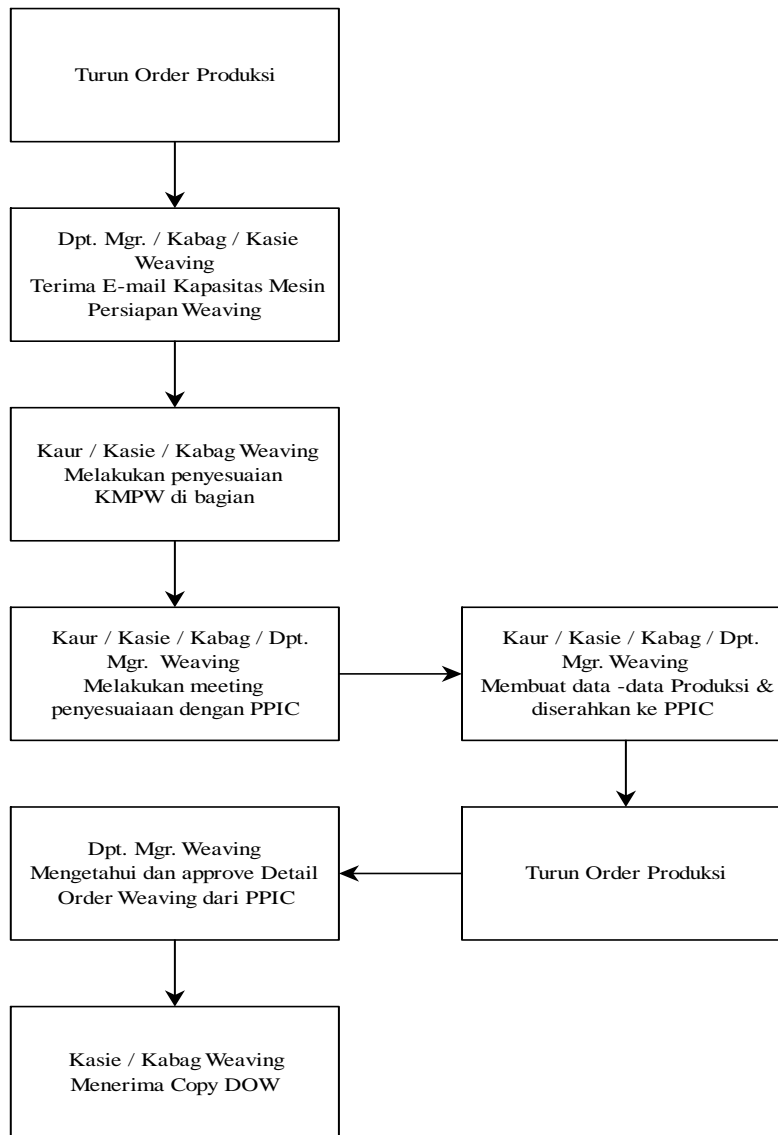 Turun Order Produksi
Dpt. Mgr. / Kabag / Kasie
Weaving
Terima E-mail Kapasitas Mesin
Persiapan Weaving
Kaur / Kasie / Kabag Weaving
Melakukan penyesuaian
KMPW di bagian
Kaur / Kasie / Kabag / Dpt.
Mgr. Weaving
Melakukan meeting
penyesuaiaan dengan PPIC
Kaur / Kasie / Kabag / Dpt.
Mgr. Weaving
Membuat data -data Produksi &
diserahkan ke PPIC
Turun Order Produksi
Dpt. Mgr. Weaving
Mengetahui dan approve Detail
Order Weaving dari PPIC
Kasie / Kabag Weaving
Menerima Copy DOW